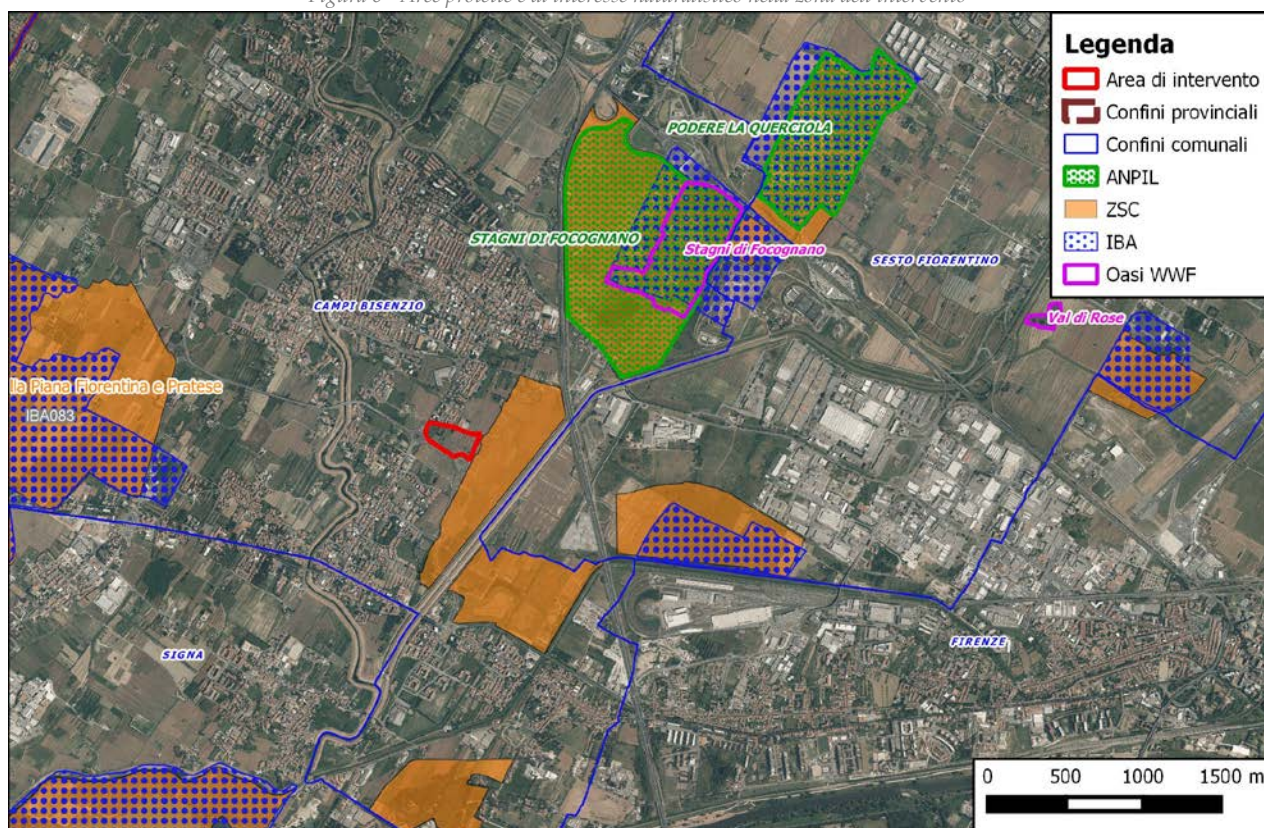 Figura 6 - Aree protette e di interesse naturalistico nella zona dell'intervento
Legenda
Area di intervento
Confini provinciali
Confini comunali
ANPIL
ZSC
IBA
Oasi WWF
PODERE LA QUERCIOLA
STAGNI DI FOCOGNANO
Stagni di Focognano
SESTO FIORENTINO
CAMPI BISENZIO
Val di Rose
lla Piana Fiorentina e Pratese
IBA083
SIGNA
FIRENZE
0 500 1000 1500 m